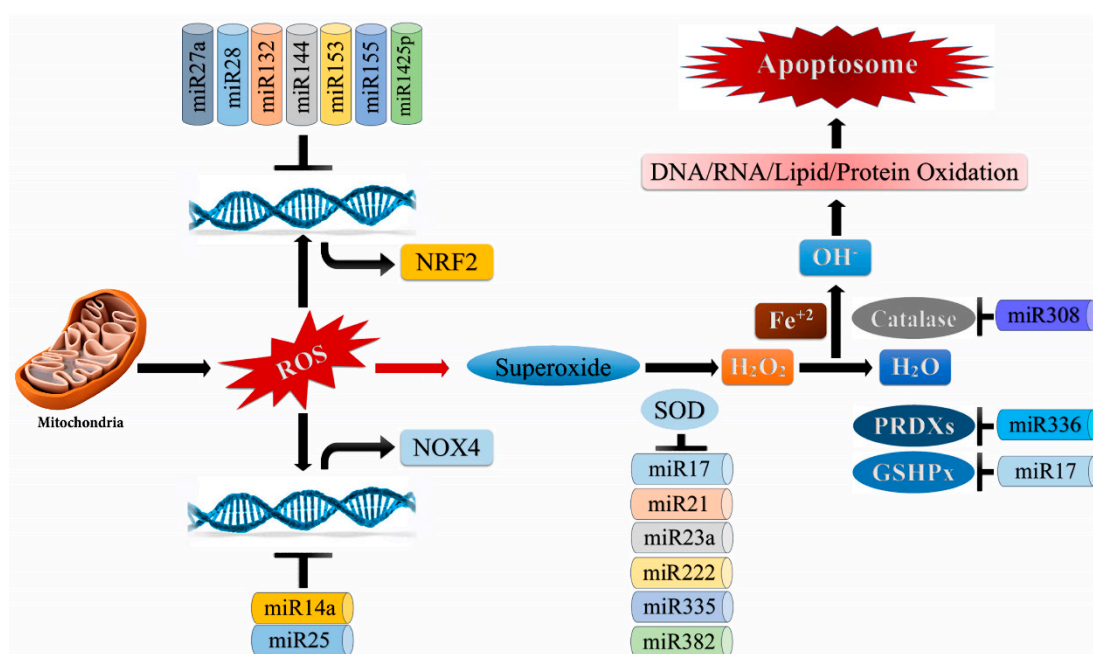 miR27a
miR28
miR132
miR144
miR153
miR155
miR1425p
Apoptosome
DNA/RNA/Lipid/Protein Oxidation
NRF2
OH-
Fe+2
Catalase
miR308
Mitochondria
ROS
Superoxide
H2O2
H2O
SOD
NOX4
PRDXs
miR336
GSHPx
miR17
miR17
miR21
miR23a
miR222
miR335
miR382
miR14a
miR25